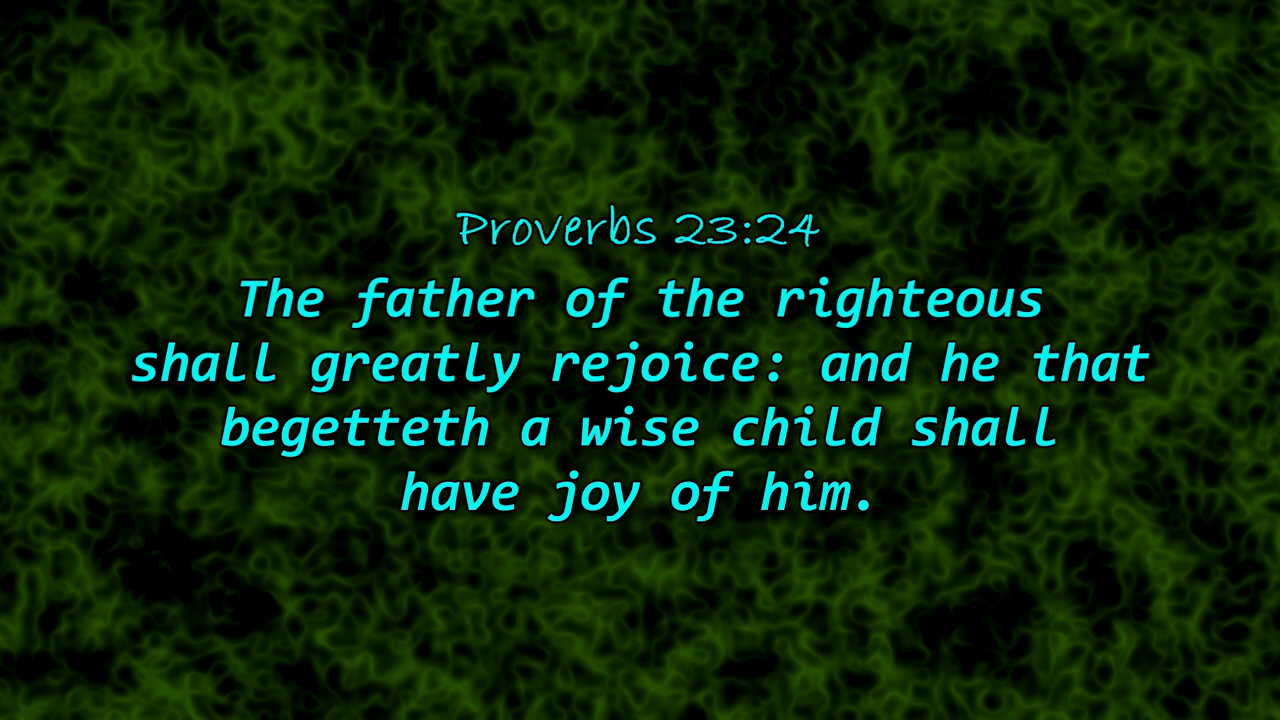 Proverbs 23:24
The father of the righteous
shall greatly rejoice: and he that
begetteth a wise child shall
have joy of him.